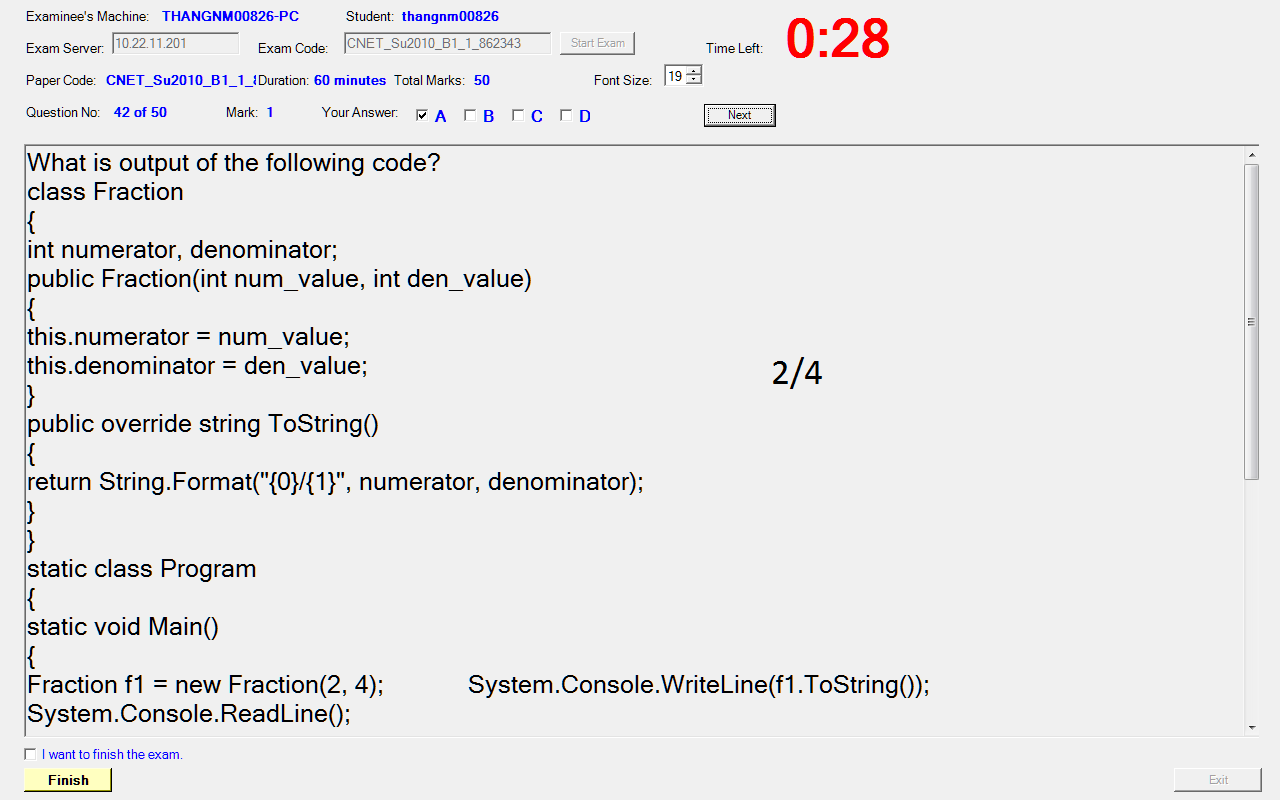 Examinee's Machine: THANGNM00826-PC Student: thangnm00826
Exam Server: 10.22.11.201 Exam Code: CNET_Su2010_B1_1_862343 Start Exam Time Left: 0:28
Paper Code: CNET_Su2010_B1_1_ Duration: 60 minutes Total Marks: 50 Font Size: 19
Question No: 42 of 50 Mark: 1 Your Answer: A B C D Next
What is output of the following code?
class Fraction
{
int numerator, denominator;
public Fraction(int num_value, int den_value)
{
this.numerator = num_value;
this.denominator = den_value;
2/4
}
public override string ToString()
{
return String.Format("{0}/{1}", numerator, denominator);
}
}
static class Program
{
static void Main()
{
Fraction f1 = new Fraction(2, 4); System.Console.WriteLine(f1.ToString());
System.Console.ReadLine();
I want to finish the exam.
Finish Exit